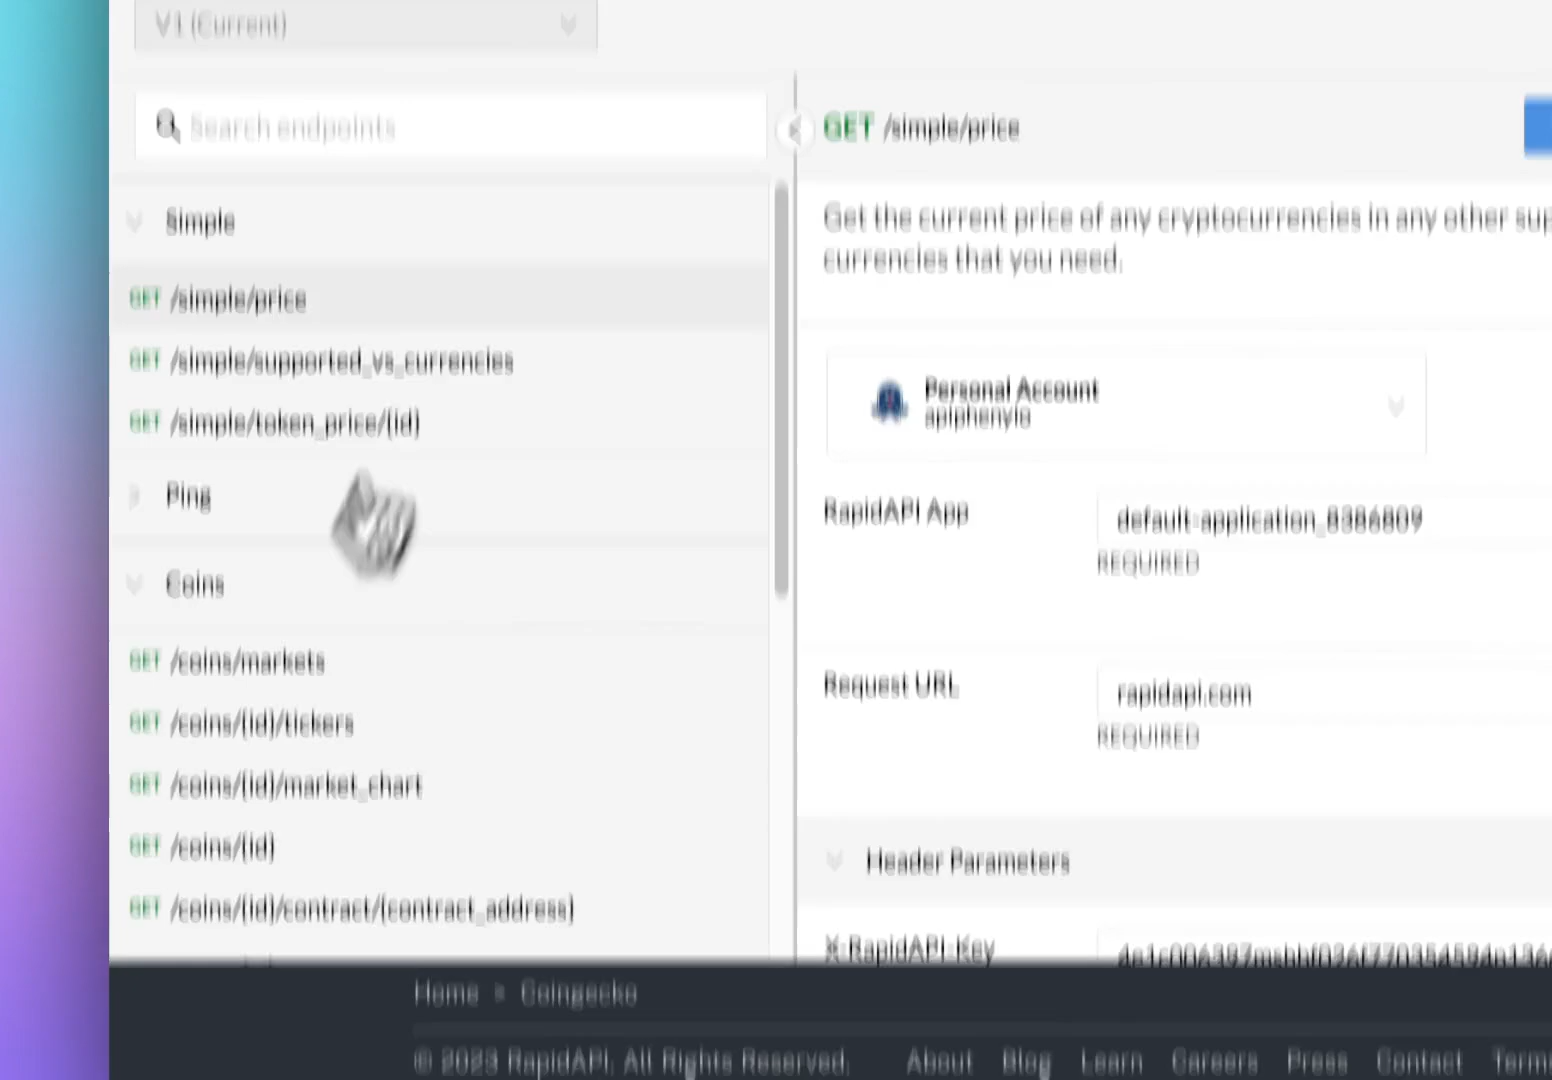 V1 (Current)
Search endpoints
Simple
GET /simple/price
GET /simple/supported_vs_currencies
GET /simple/token_price/{id}
Ping
Coins
GET /coins/markets
GET /coins/{id}/tickers
GET /coins/{id}/market_chart
GET /coins/{id}
GET /coins/{id}/contract/{contract_address}
GET /simple/price
Get the current price of any cryptocurrencies in any other
currencies that you need.
Personal Account
apiphenyio
RapidAPI App
default-application_8386809
REQUIRED
Request URL
rapidapi.com
REQUIRED
Header Parameters
X-RapidAPI-Key
Home > Coingecko
© 2023 RapidAPI. All Rights Reserved. About Blog Learn Careers Press Contact Terms